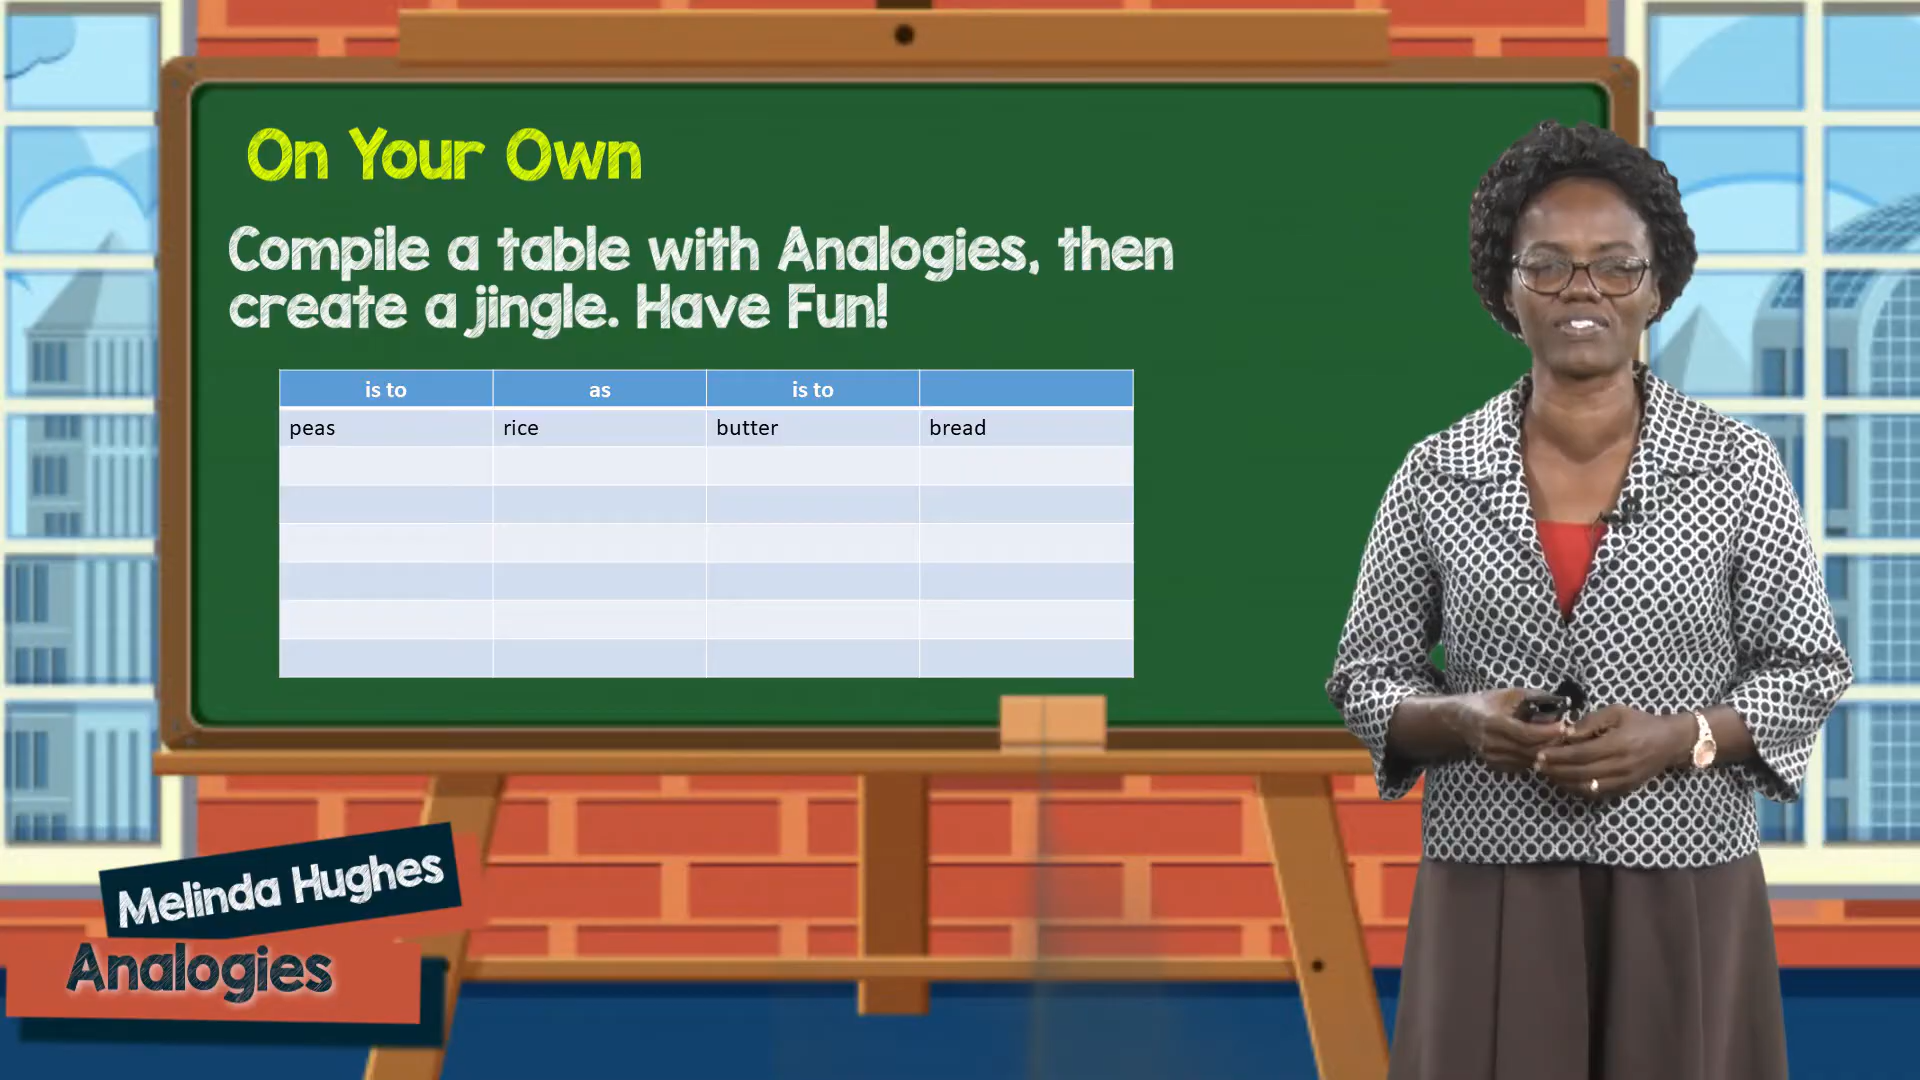 On Your Own
Compile a table with Analogies, then
create a jingle. Have Fun!
is to as is to
peas rice butter bread
Melinda Hughes
Analogies